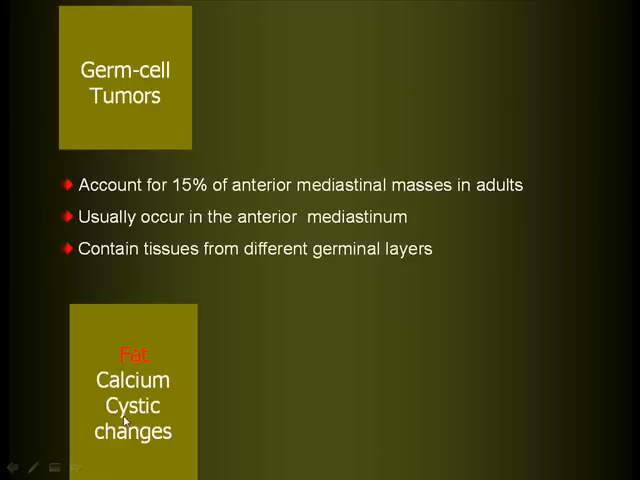 Germ-cell
Tumors
Account for 15% of anterior mediastinal masses in adults
Usually occur in the anterior  mediastinum
Contain tissues from different germinal layers
Fat
Calcium
Cystic
changes